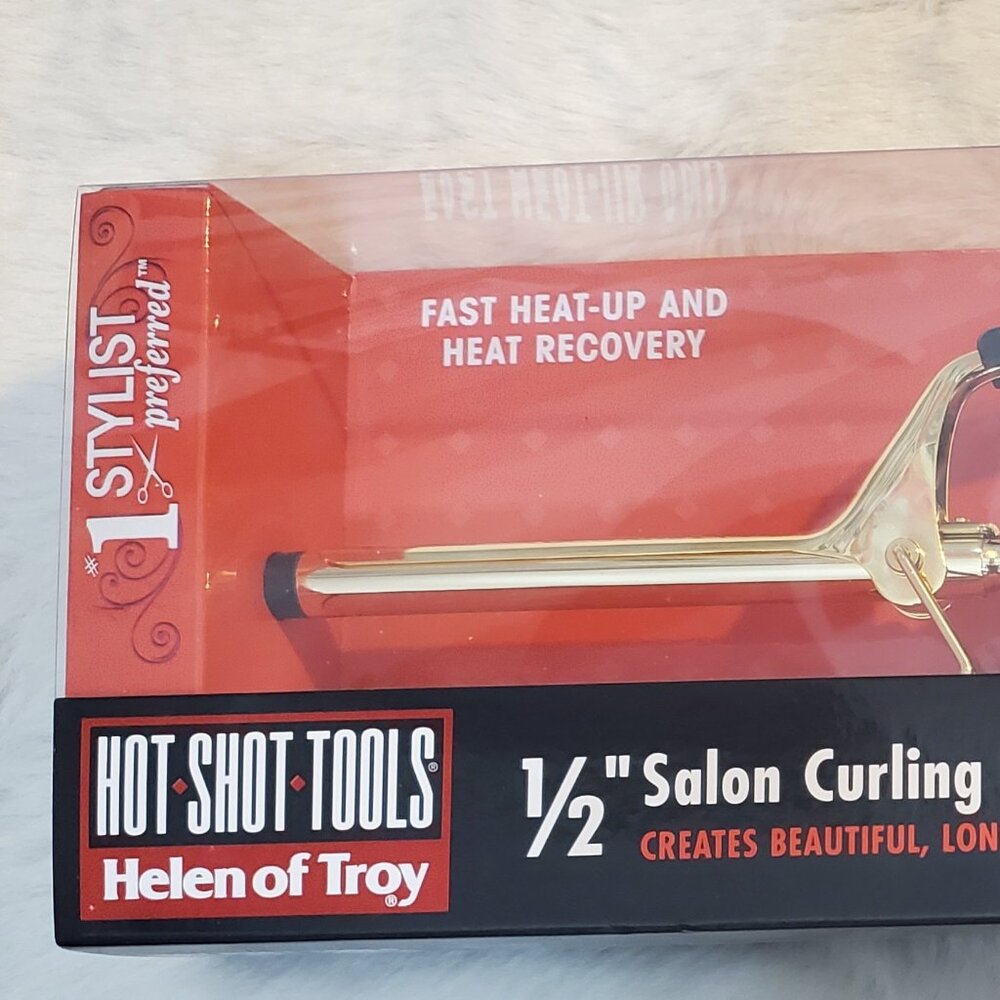 FAST HEAT-UP AND
HEAT RECOVERY
#1 STYLIST
preferred™
HOT·SHOT·TOOLS®
Helen of Troy®
1/2" Salon Curling
CREATES BEAUTIFUL,